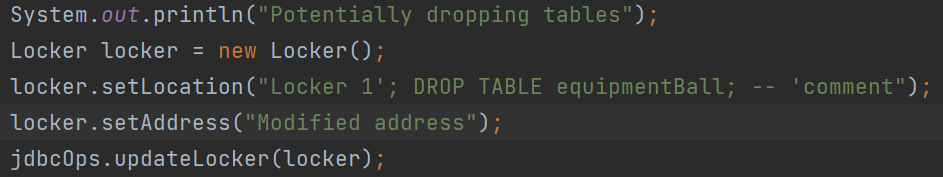 System.out.println("Potentially dropping tables");
Locker locker = new Locker();
locker.setLocation("Locker 1'; DROP TABLE equipmentBall; -- 'comment");
locker.setAddress("Modified address");
jdbcOps.updateLocker(locker);